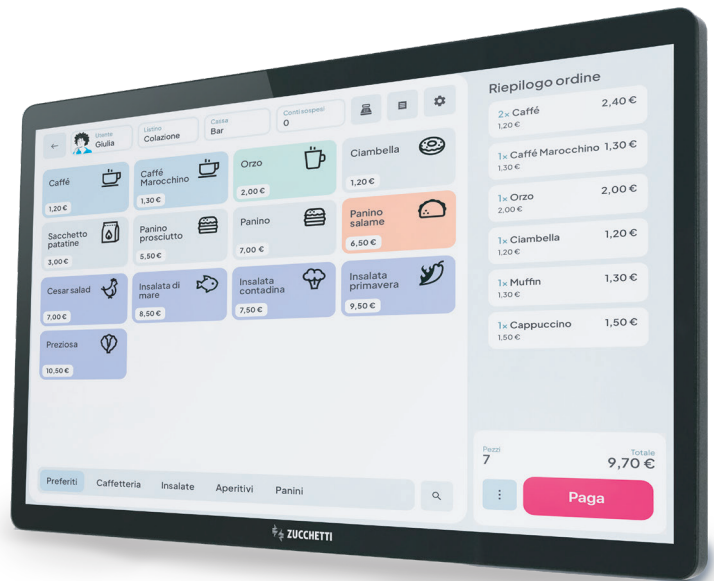 Utente
Giulia
Listino
Colazione
Cassa
Bar
Conti sospesi
0
Caffé
1,20 €
Caffé
Marocchino
1,30 €
Orzo
2,00 €
Ciambella
1,20 €
Sacchetto
patatine
3,00 €
Panino
prosciutto
5,50 €
Panino
7,00 €
Panino
salame
6,50 €
Cesar salad
7,00 €
Insalata di
mare
8,50 €
Insalata
contadina
7,50 €
Insalata
primavera
9,50 €
Preziosa
10,50 €
Preferiti
Caffetteria
Insalate
Aperitivi
Panini
Riepilogo ordine
2x Caffé 2,40 €
1,20 €
1x Caffé Marocchino 1,30 €
1,30 €
1x Orzo 2,00 €
2,00 €
1x Ciambella 1,20 €
1,20 €
1x Muffin 1,30 €
1,30 €
1x Cappuccino 1,50 €
1,50 €
Pezzi
7
Totale
9,70 €
Paga
ZUCCHETTI